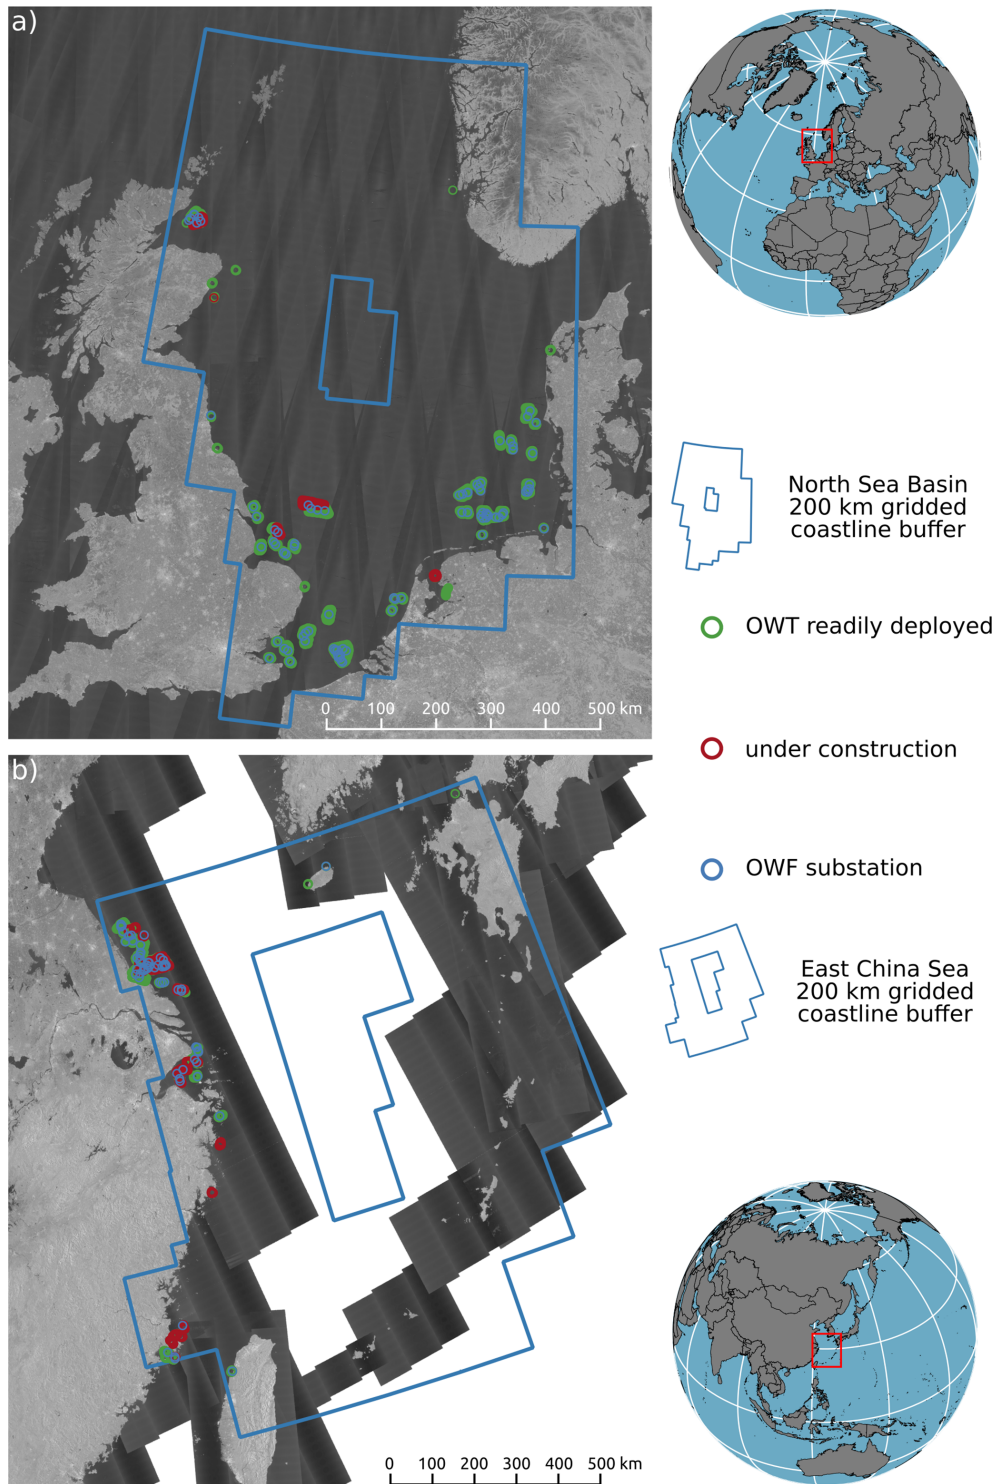 a)
North Sea Basin
200 km gridded
coastline buffer
OWT readily deployed
0 100 200 300 400 500 km
under construction
b)
OWF substation
East China Sea
200 km gridded
coastline buffer
0 100 200 300 400 500 km